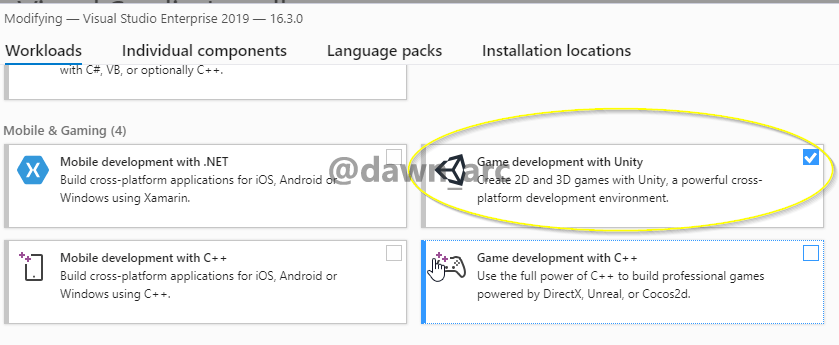 Modifying — Visual Studio Enterprise 2019 — 16.3.0
Workloads Individual components Language packs Installation locations
with C#, VB, or optionally C++.
Mobile & Gaming (4)
Mobile development with .NET
Build cross-platform applications for iOS, Android or
Windows using Xamarin.
Game development with Unity
Create 2D and 3D games with Unity, a powerful cross-
platform development environment.
@dawn_arc
Mobile development with C++
Build cross-platform applications for iOS, Android or
Windows using C++.
Game development with C++
Use the full power of C++ to build professional games
powered by DirectX, Unreal, or Cocos2d.